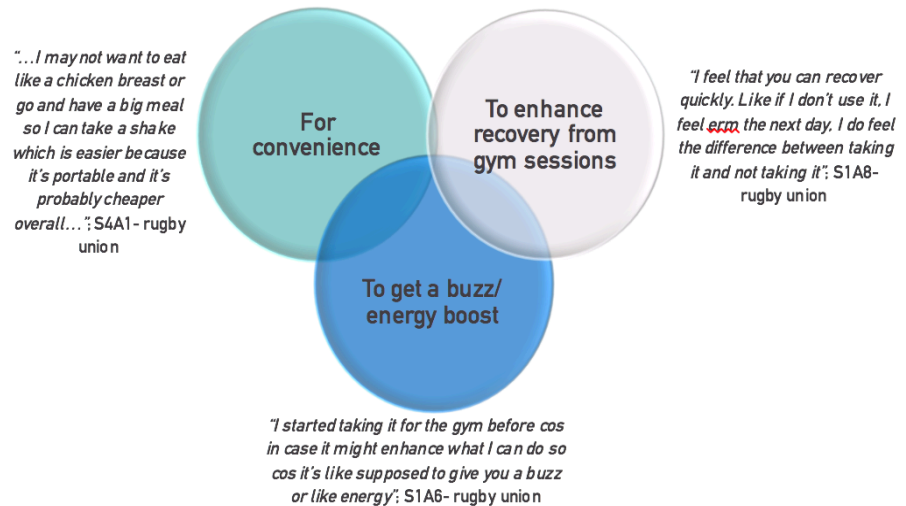 "…I may not want to eat
like a chicken breast or
go and have a big meal
so I can take a shake
which is easier because
it's portable and it's
probably cheaper
overall…"; S4A1- rugby
union
For
convenience
To enhance
recovery from
gym sessions
"I feel that you can recover
quickly. Like if I don't use it, I
feel erm the next day, I do feel
the difference between taking
it and not taking it"; S1A8-
rugby union
To get a buzz/
energy boost
"I started taking it for the gym before cos
in case it might enhance what I can do so
cos it's like supposed to give you a buzz
or like energy"; S1A6- rugby union